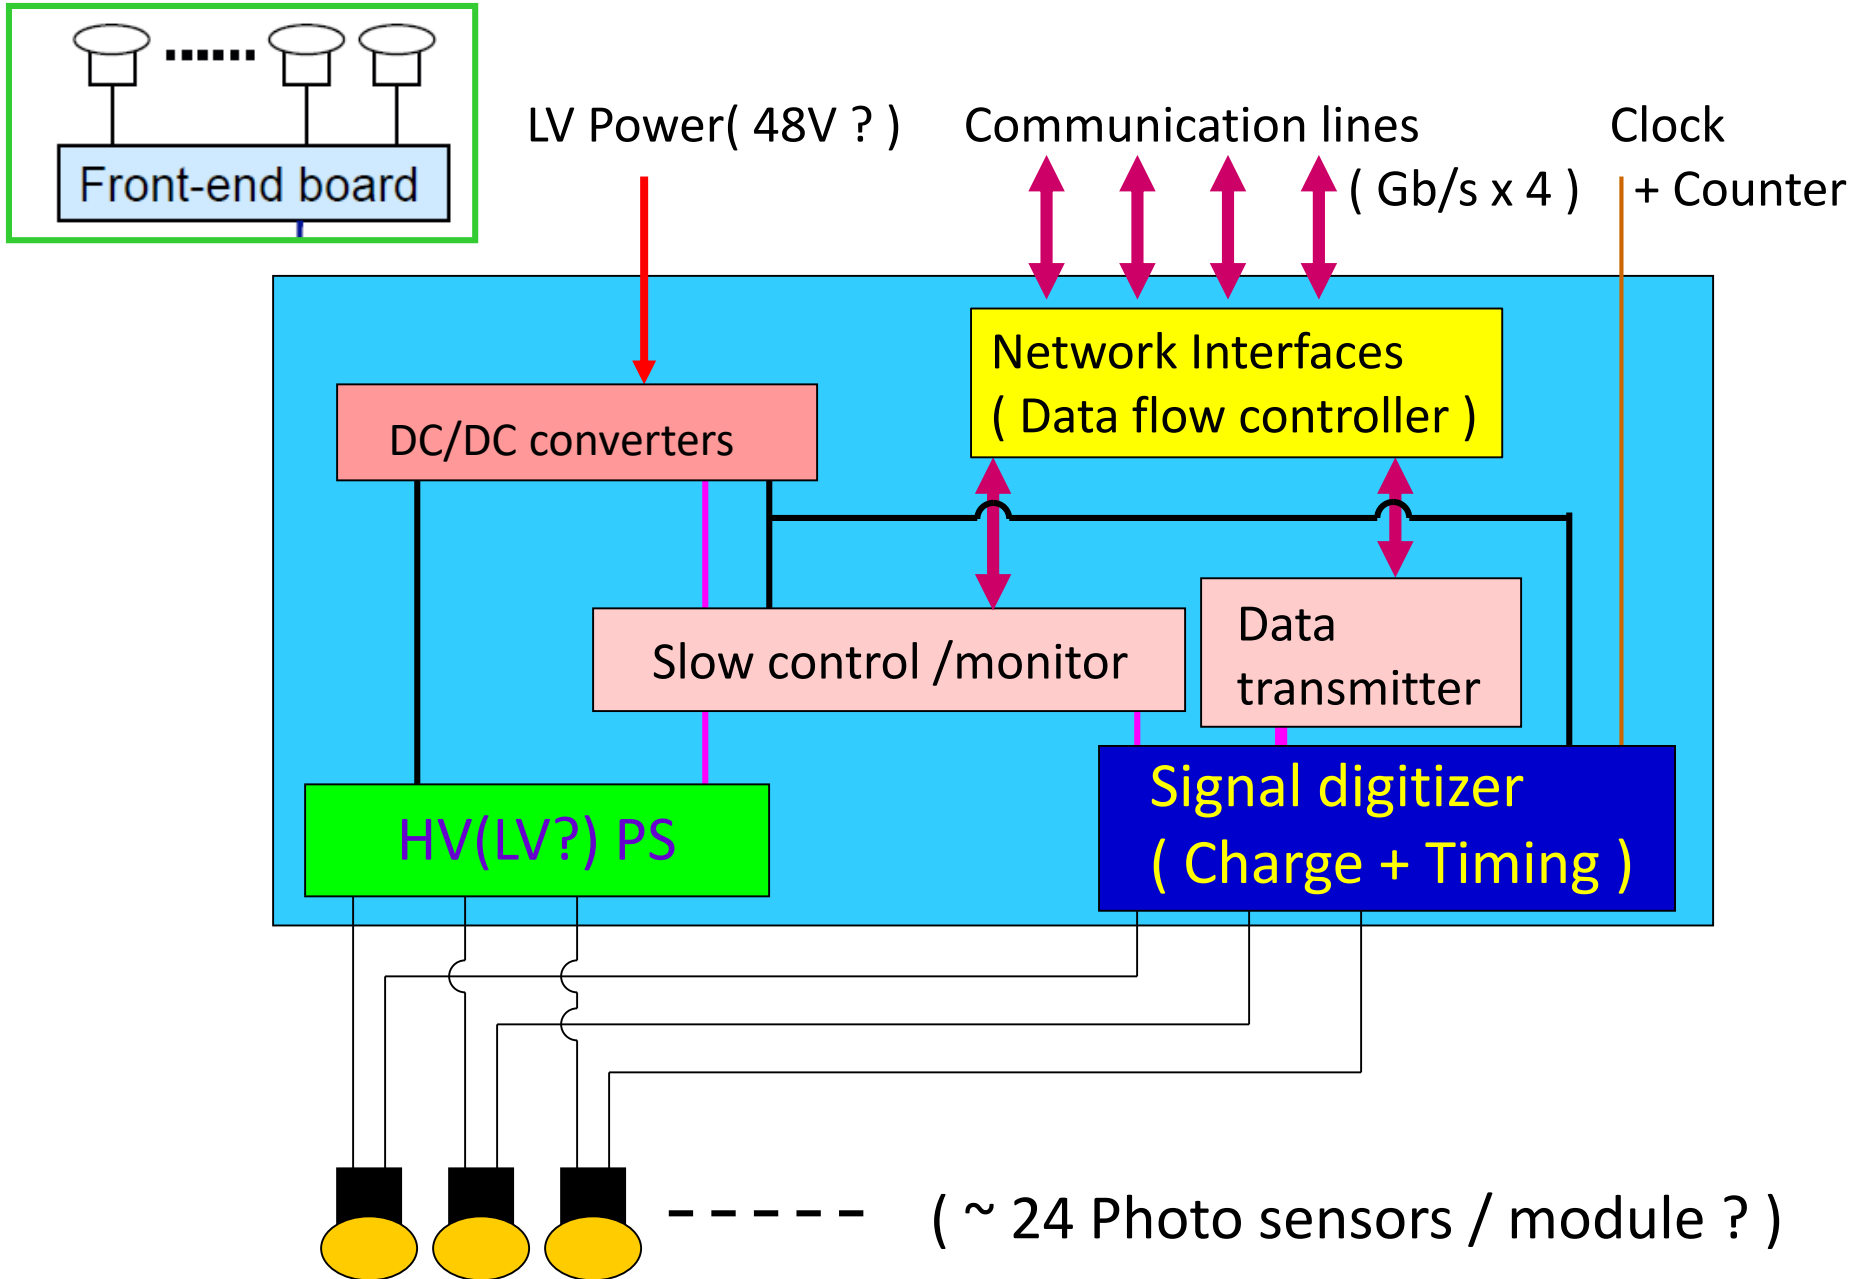 Front-end board
LV Power( 48V ? )
Communication lines
( Gb/s x 4 )
Clock
+ Counter
Network Interfaces
( Data flow controller )
DC/DC converters
Slow control /monitor
Data
transmitter
HV(LV?) PS
Signal digitizer
( Charge + Timing )
( ~ 24 Photo sensors / module ? )